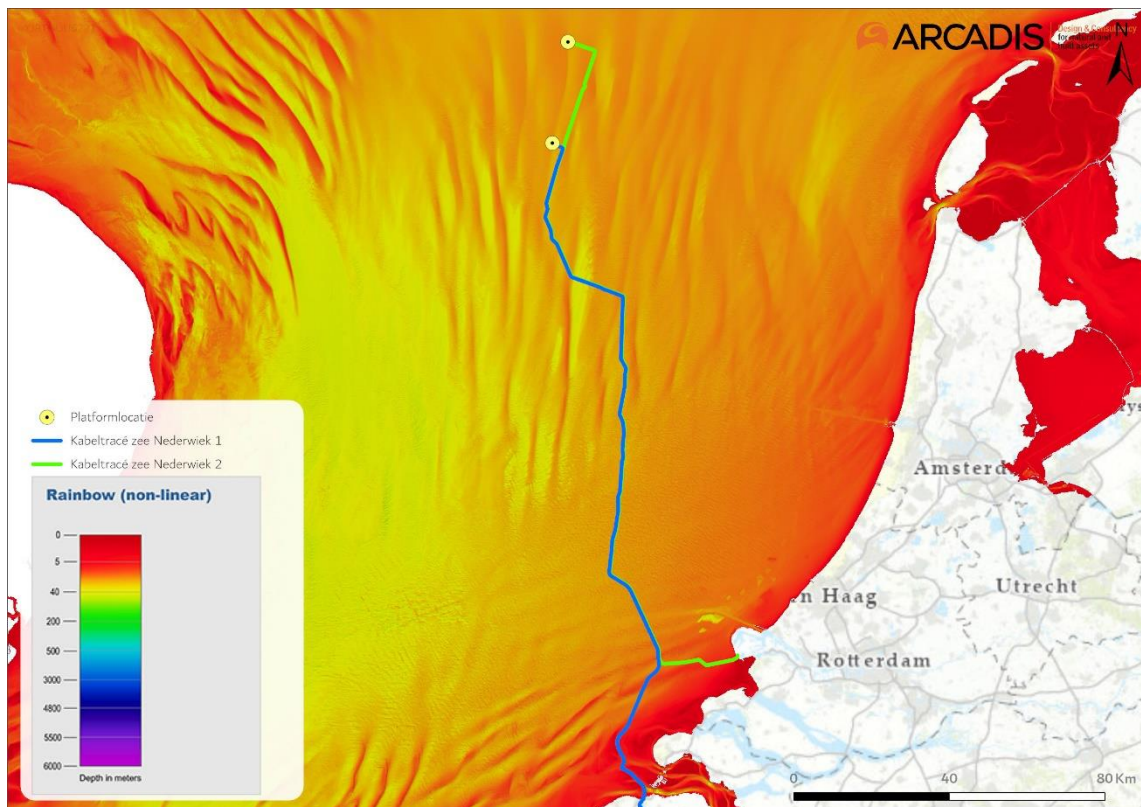 ARCADIS
Design & Consultancy
for natural and
built assets
N
Platformlocatie
Kabeltracé zee Nederwiek 1
Kabeltracé zee Nederwiek 2
Rainbow (non-linear)
0
5
40
200
500
3000
4800
5500
6000
Depth in meters
Amsterd
n Haag
Utrecht
Rotterdam
0 40 80 Km